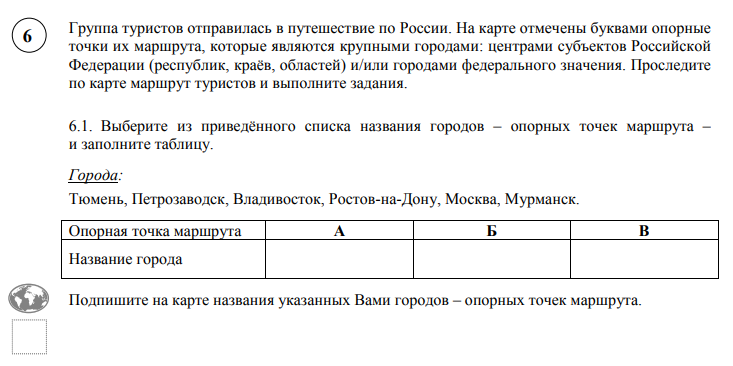 6
Группа туристов отправилась в путешествие по России. На карте отмечены буквами опорные
точки их маршрута, которые являются крупными городами: центрами субъектов Российской
Федерации (республик, краёв, областей) и/или городами федерального значения. Проследите
по карте маршрут туристов и выполните задания.
6.1. Выберите из приведённого списка названия городов – опорных точек маршрута –
и заполните таблицу.
Города:
Тюмень, Петрозаводск, Владивосток, Ростов-на-Дону, Москва, Мурманск.
Опорная точка маршрута А Б В
Название города
Подпишите на карте названия указанных Вами городов – опорных точек маршрута.